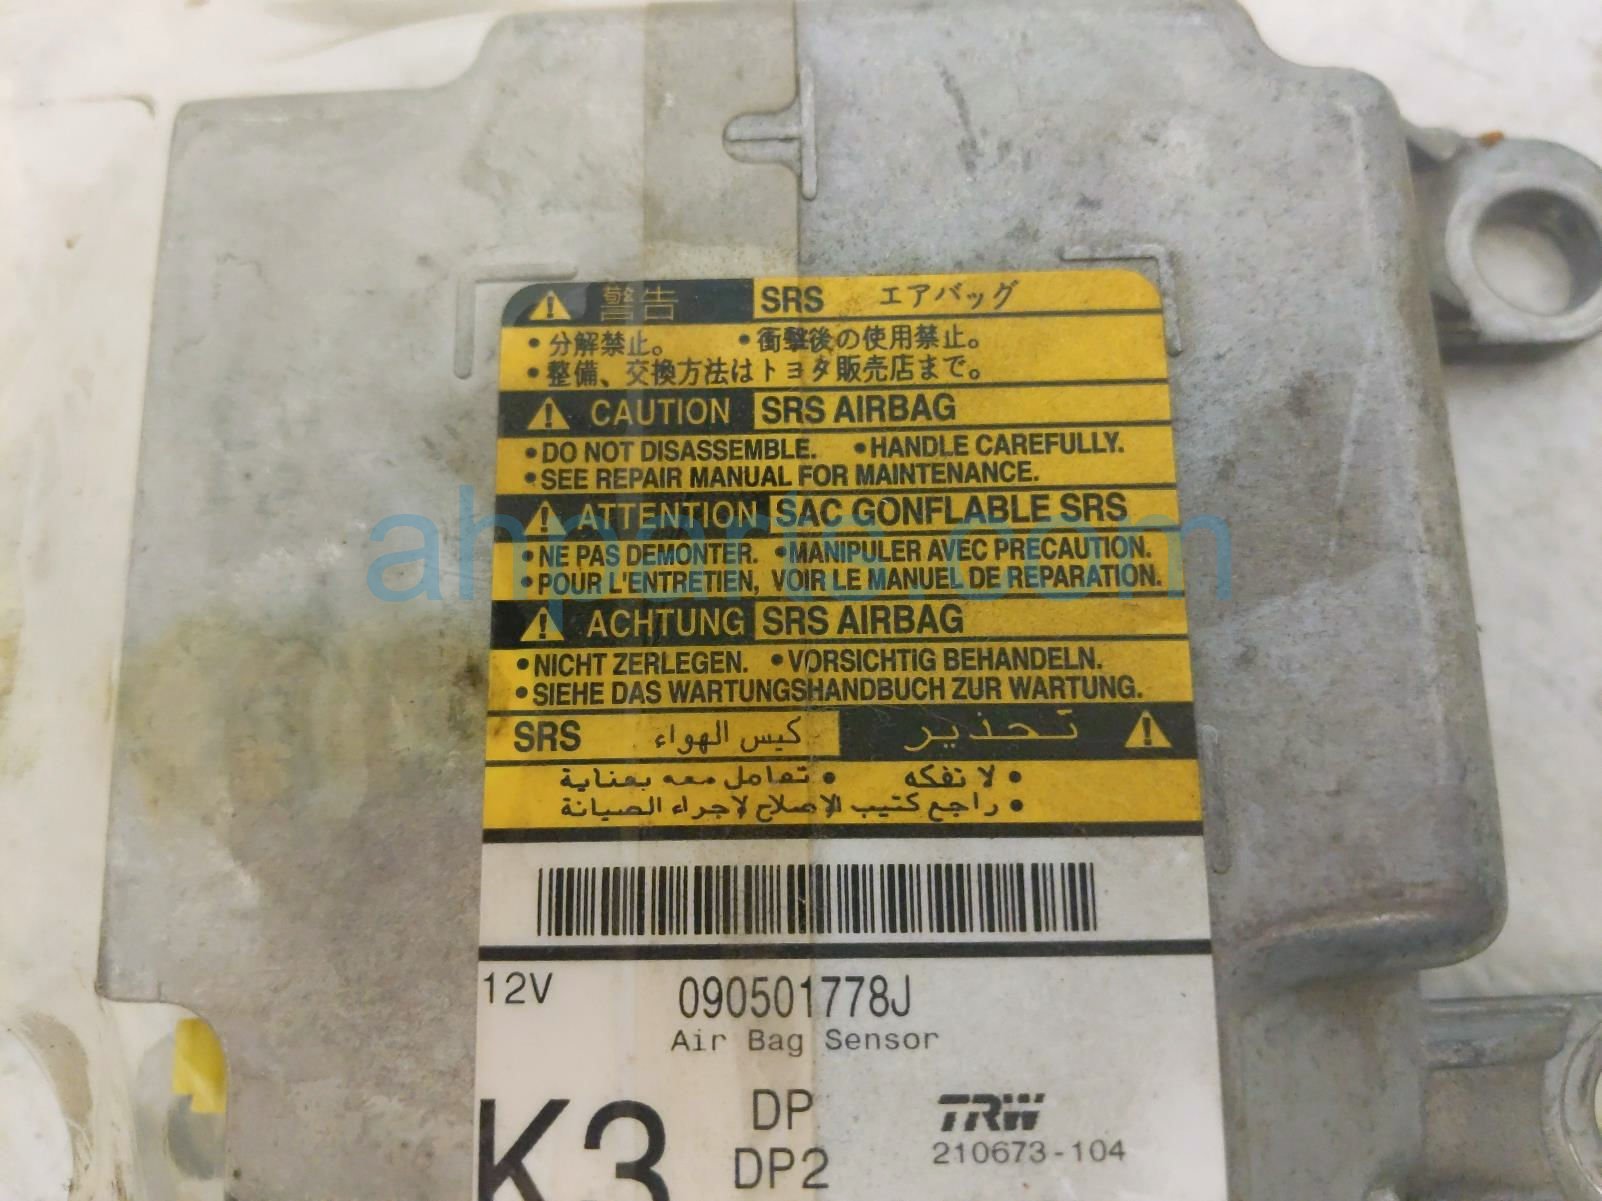 警告 SRS エアバッグ
・分解禁止。 ・衝撃後の使用禁止。
・整備、交換方法はトヨタ販売店まで。
CAUTION SRS AIRBAG
•DO NOT DISASSEMBLE. •HANDLE CAREFULLY.
•SEE REPAIR MANUAL FOR MAINTENANCE.
ATTENTION SAC GONFLABLE SRS
•NE PAS DEMONTER. •MANIPULER AVEC PRECAUTION.
•POUR L'ENTRETIEN, VOIR LE MANUEL DE REPARATION.
ahparts.com
ACHTUNG SRS AIRBAG
•NICHT ZERLEGEN. •VORSICHTIG BEHANDELN.
•SIEHE DAS WARTUNGSHANDBUCH ZUR WARTUNG.
تحذير كيس الهواء SRS
• لا تفكه • تعامل معه بعناية
• راجع كتيب الإصلاح لإجراء الصيانة
12V 090501778J
Air Bag Sensor
K3 DP TRW
DP2 210673-104